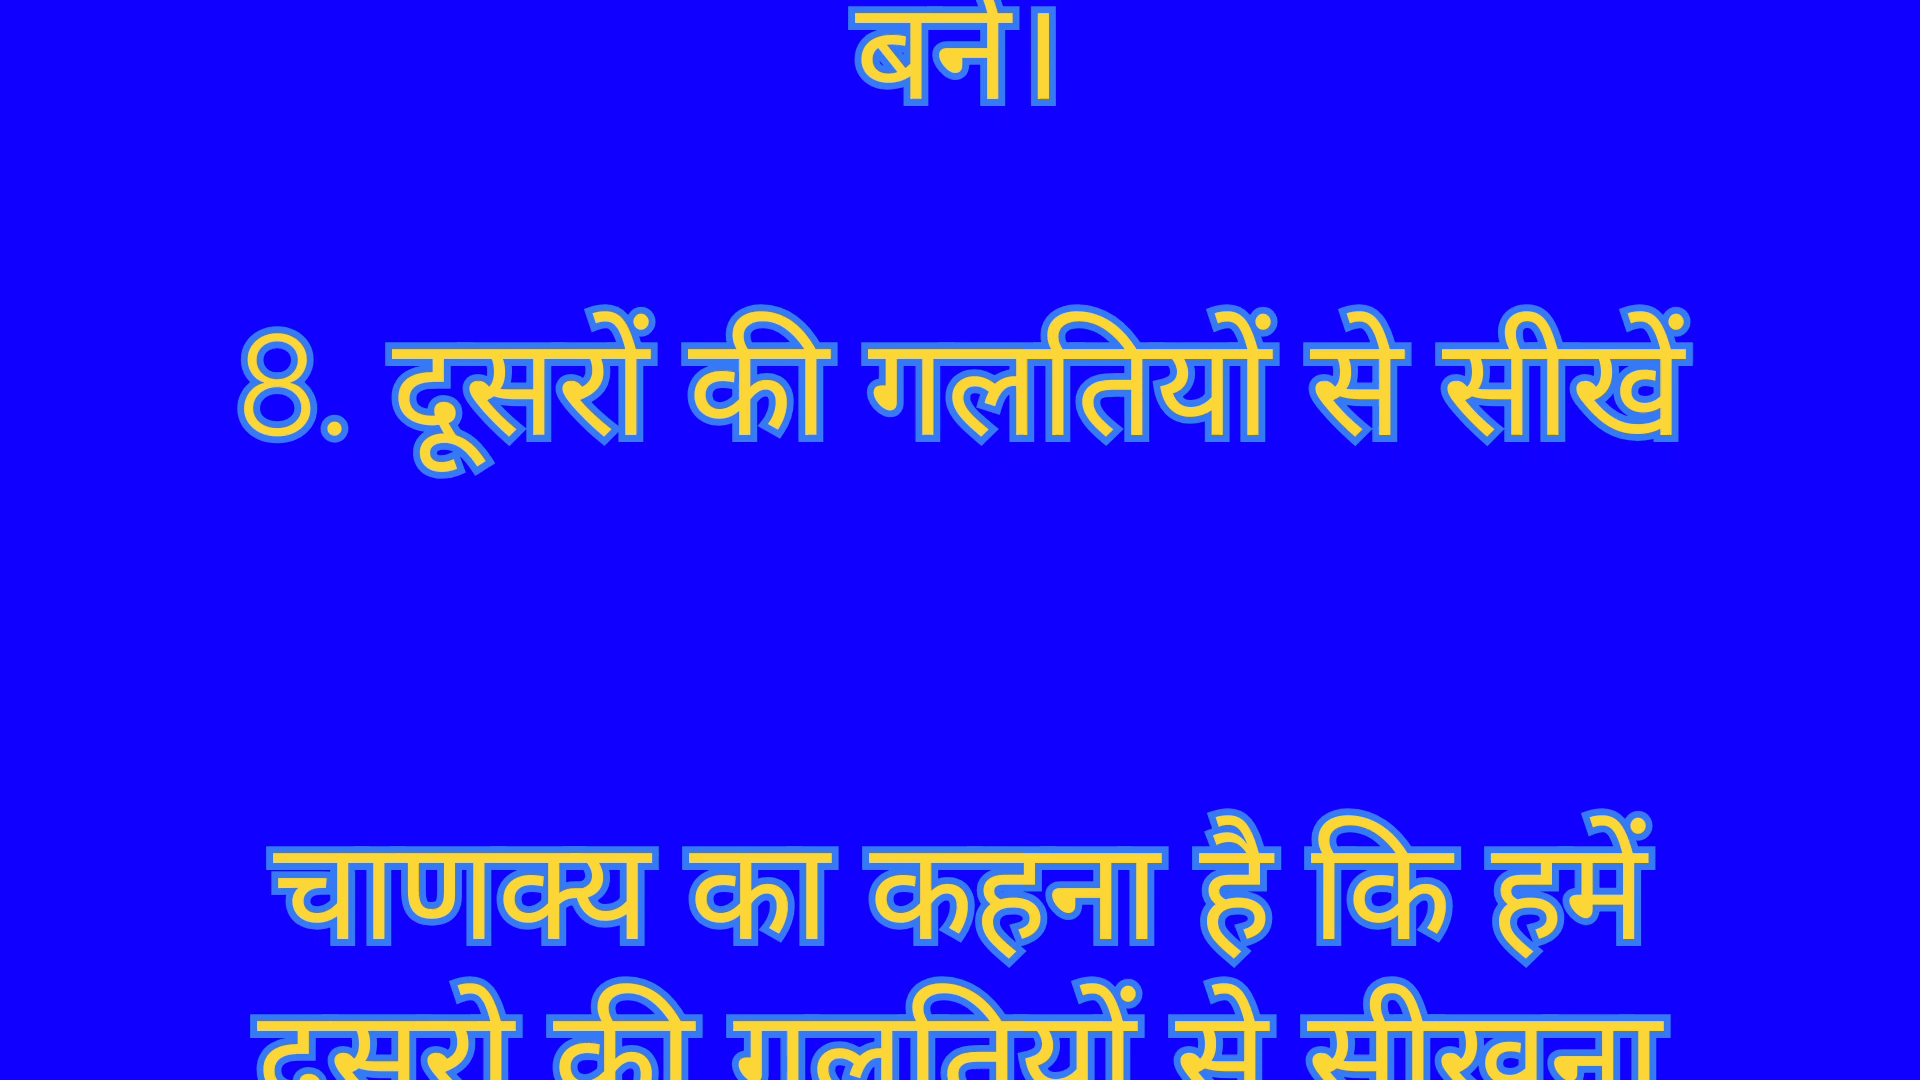 बने।
8. दूसरों की गलतियों से सीखें
चाणक्य का कहना है कि हमें
दूसरो की गलतियों से सीखना